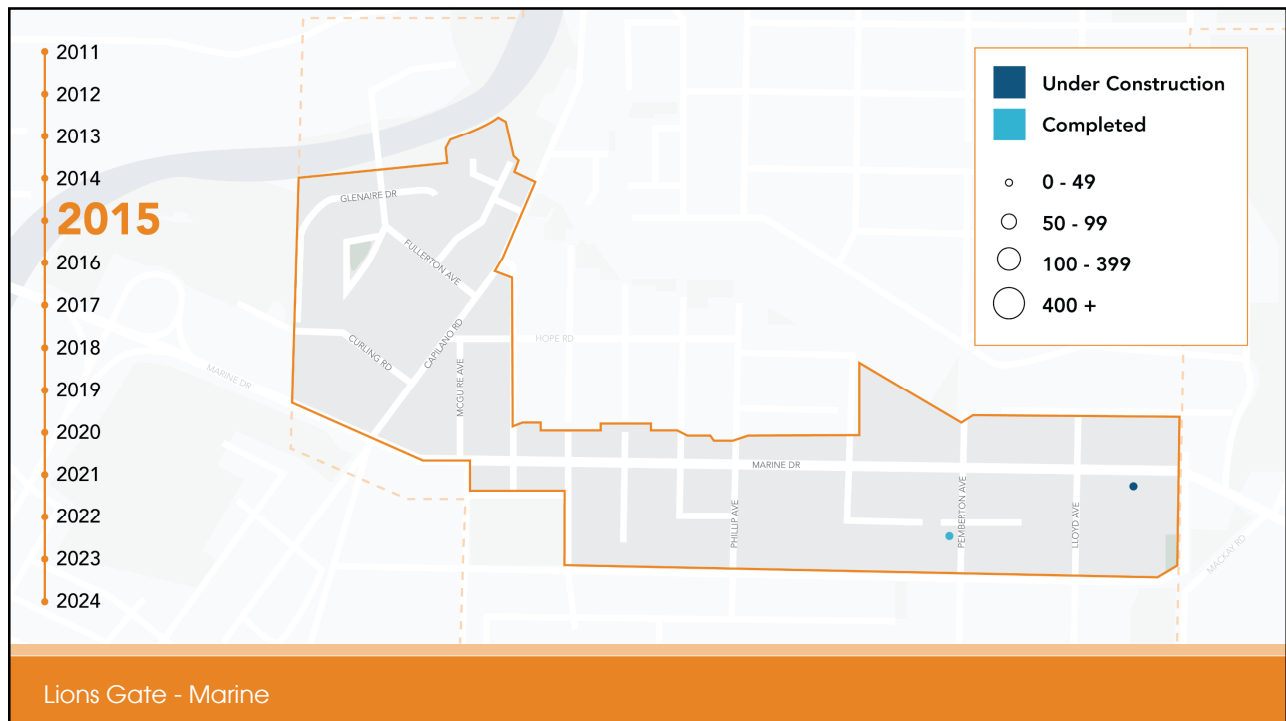 2011
2012
2013
2014
2015
2016
2017
2018
2019
2020
2021
2022
2023
2024
Under Construction
Completed
0 - 49
50 - 99
100 - 399
400 +
GLENAIRE DR
FULLERTON AVE
CURLING RD
CAPILANO RD
MCGUIRE AVE
HOPE RD
MARINE DR
MARINE DR
PHILLIP AVE
PEMBERTON AVE
LLOYD AVE
MACKAY RD
Lions Gate - Marine